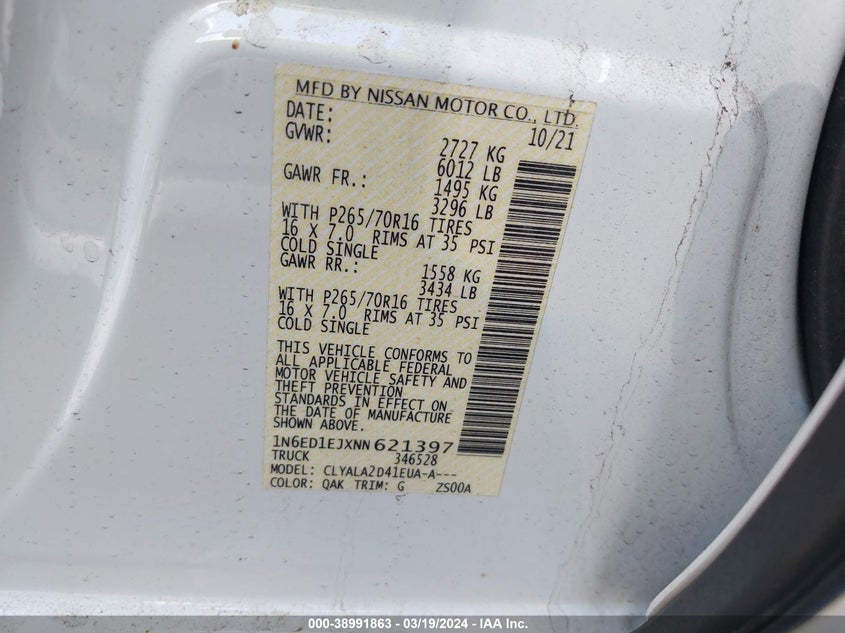 MFD BY NISSAN MOTOR CO., LTD.
DATE: 10/21
GVWR: 2727 KG
6012 LB
GAWR FR.: 1495 KG
3296 LB
WITH P265/70R16 TIRES
16 X 7.0 RIMS AT 35 PSI
COLD SINGLE
GAWR RR.: 1558 KG
3434 LB
WITH P265/70R16 TIRES
16 X 7.0 RIMS AT 35 PSI
COLD SINGLE
THIS VEHICLE CONFORMS TO
ALL APPLICABLE FEDERAL
MOTOR VEHICLE SAFETY AND
THEFT PREVENTION
STANDARDS IN EFFECT ON
THE DATE OF MANUFACTURE
SHOWN ABOVE.
1N6ED1EJXNN621397
TRUCK 346528
MODEL: CLYALA2D41EUA-A---
COLOR: QAK TRIM: G ZS00A
000-38991863 - 03/19/2024 - IAA Inc.